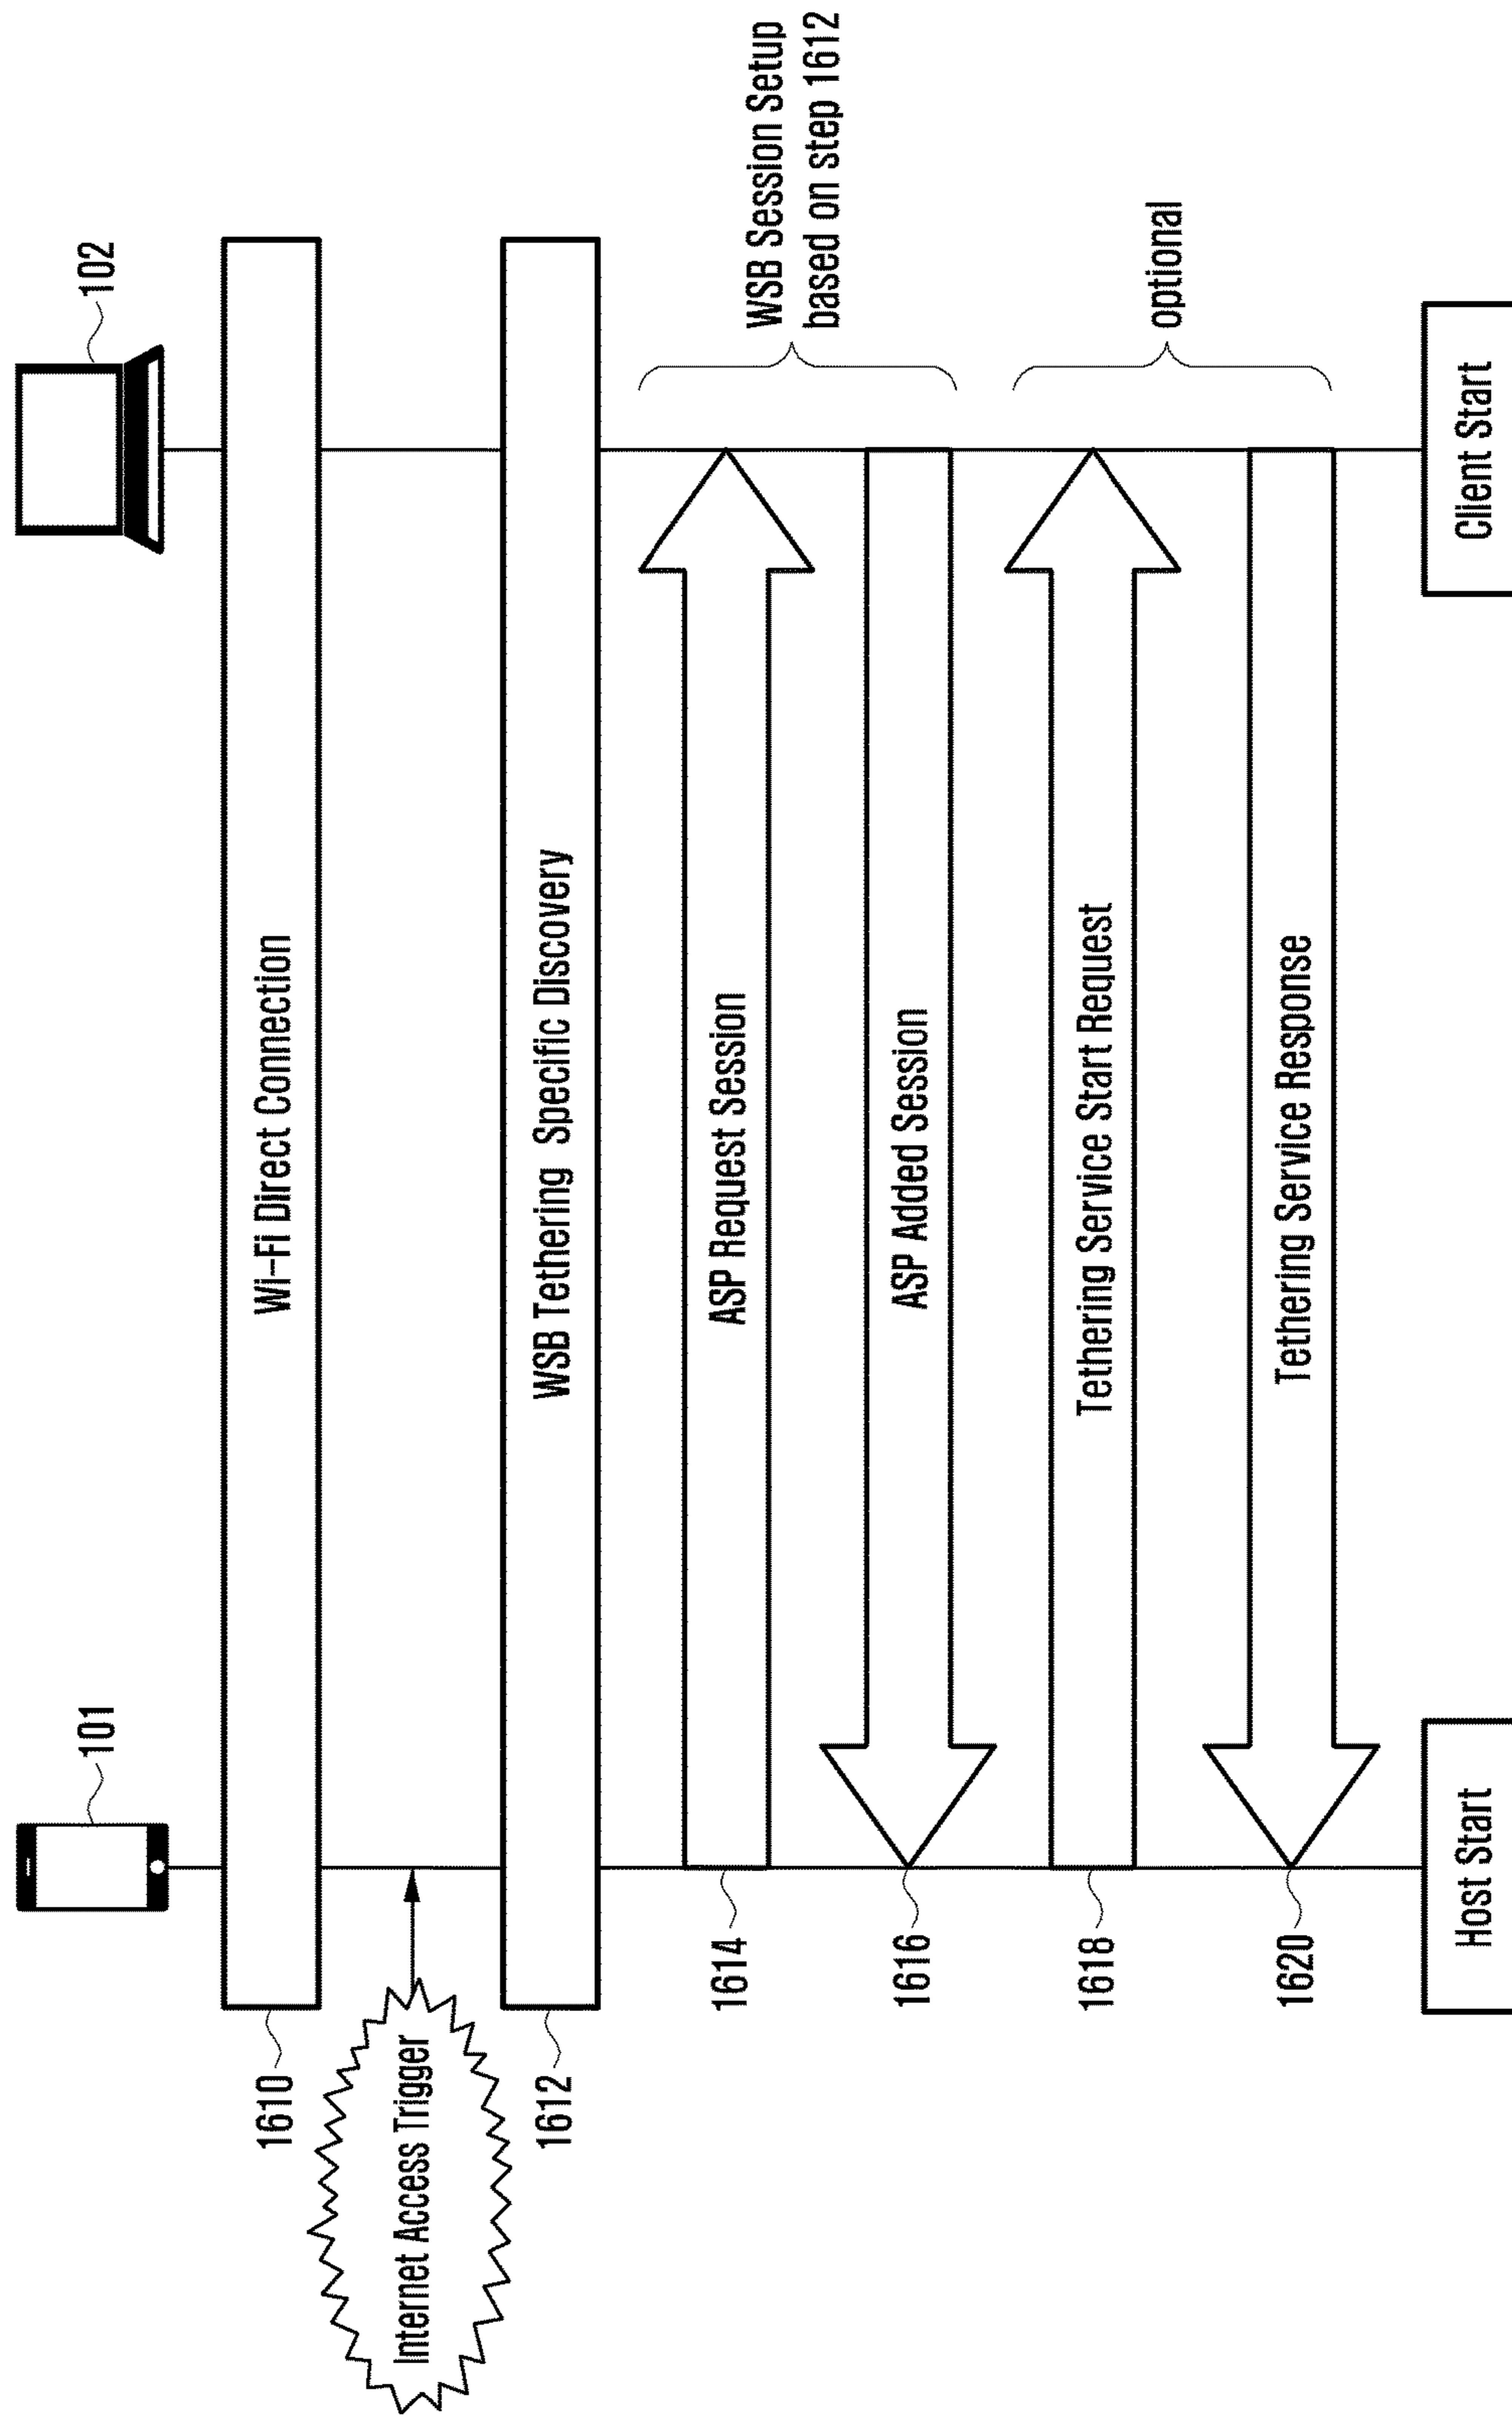 101
102
Wi-Fi Direct Connection
1610
Internet Access Trigger
WSB Tethering Specific Discovery
1612
ASP Request Session
1614
WSB Session Setup
based on step 1612
ASP Added Session
1616
Tethering Service Start Request
1618
optional
Tethering Service Response
1620
Host Start
Client Start